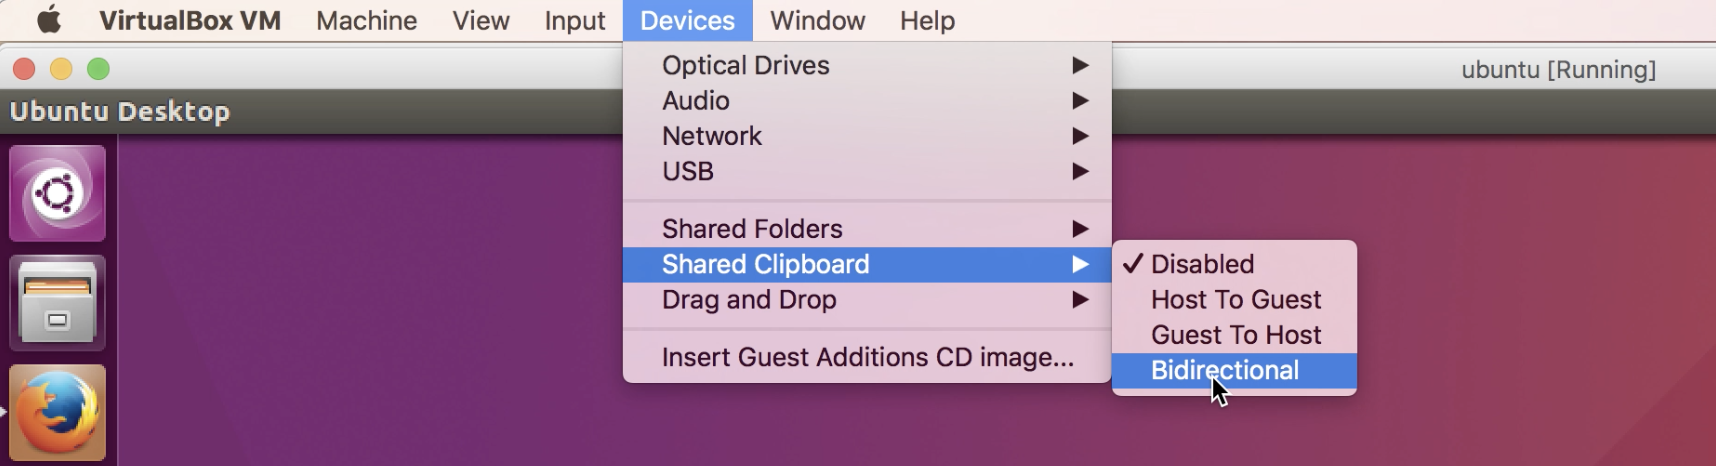 VirtualBox VM Machine View Input Devices Window Help
ubuntu [Running]
Ubuntu Desktop
Optical Drives
Audio
Network
USB
Shared Folders
Shared Clipboard
Drag and Drop
Insert Guest Additions CD image...
✓ Disabled
Host To Guest
Guest To Host
Bidirectional